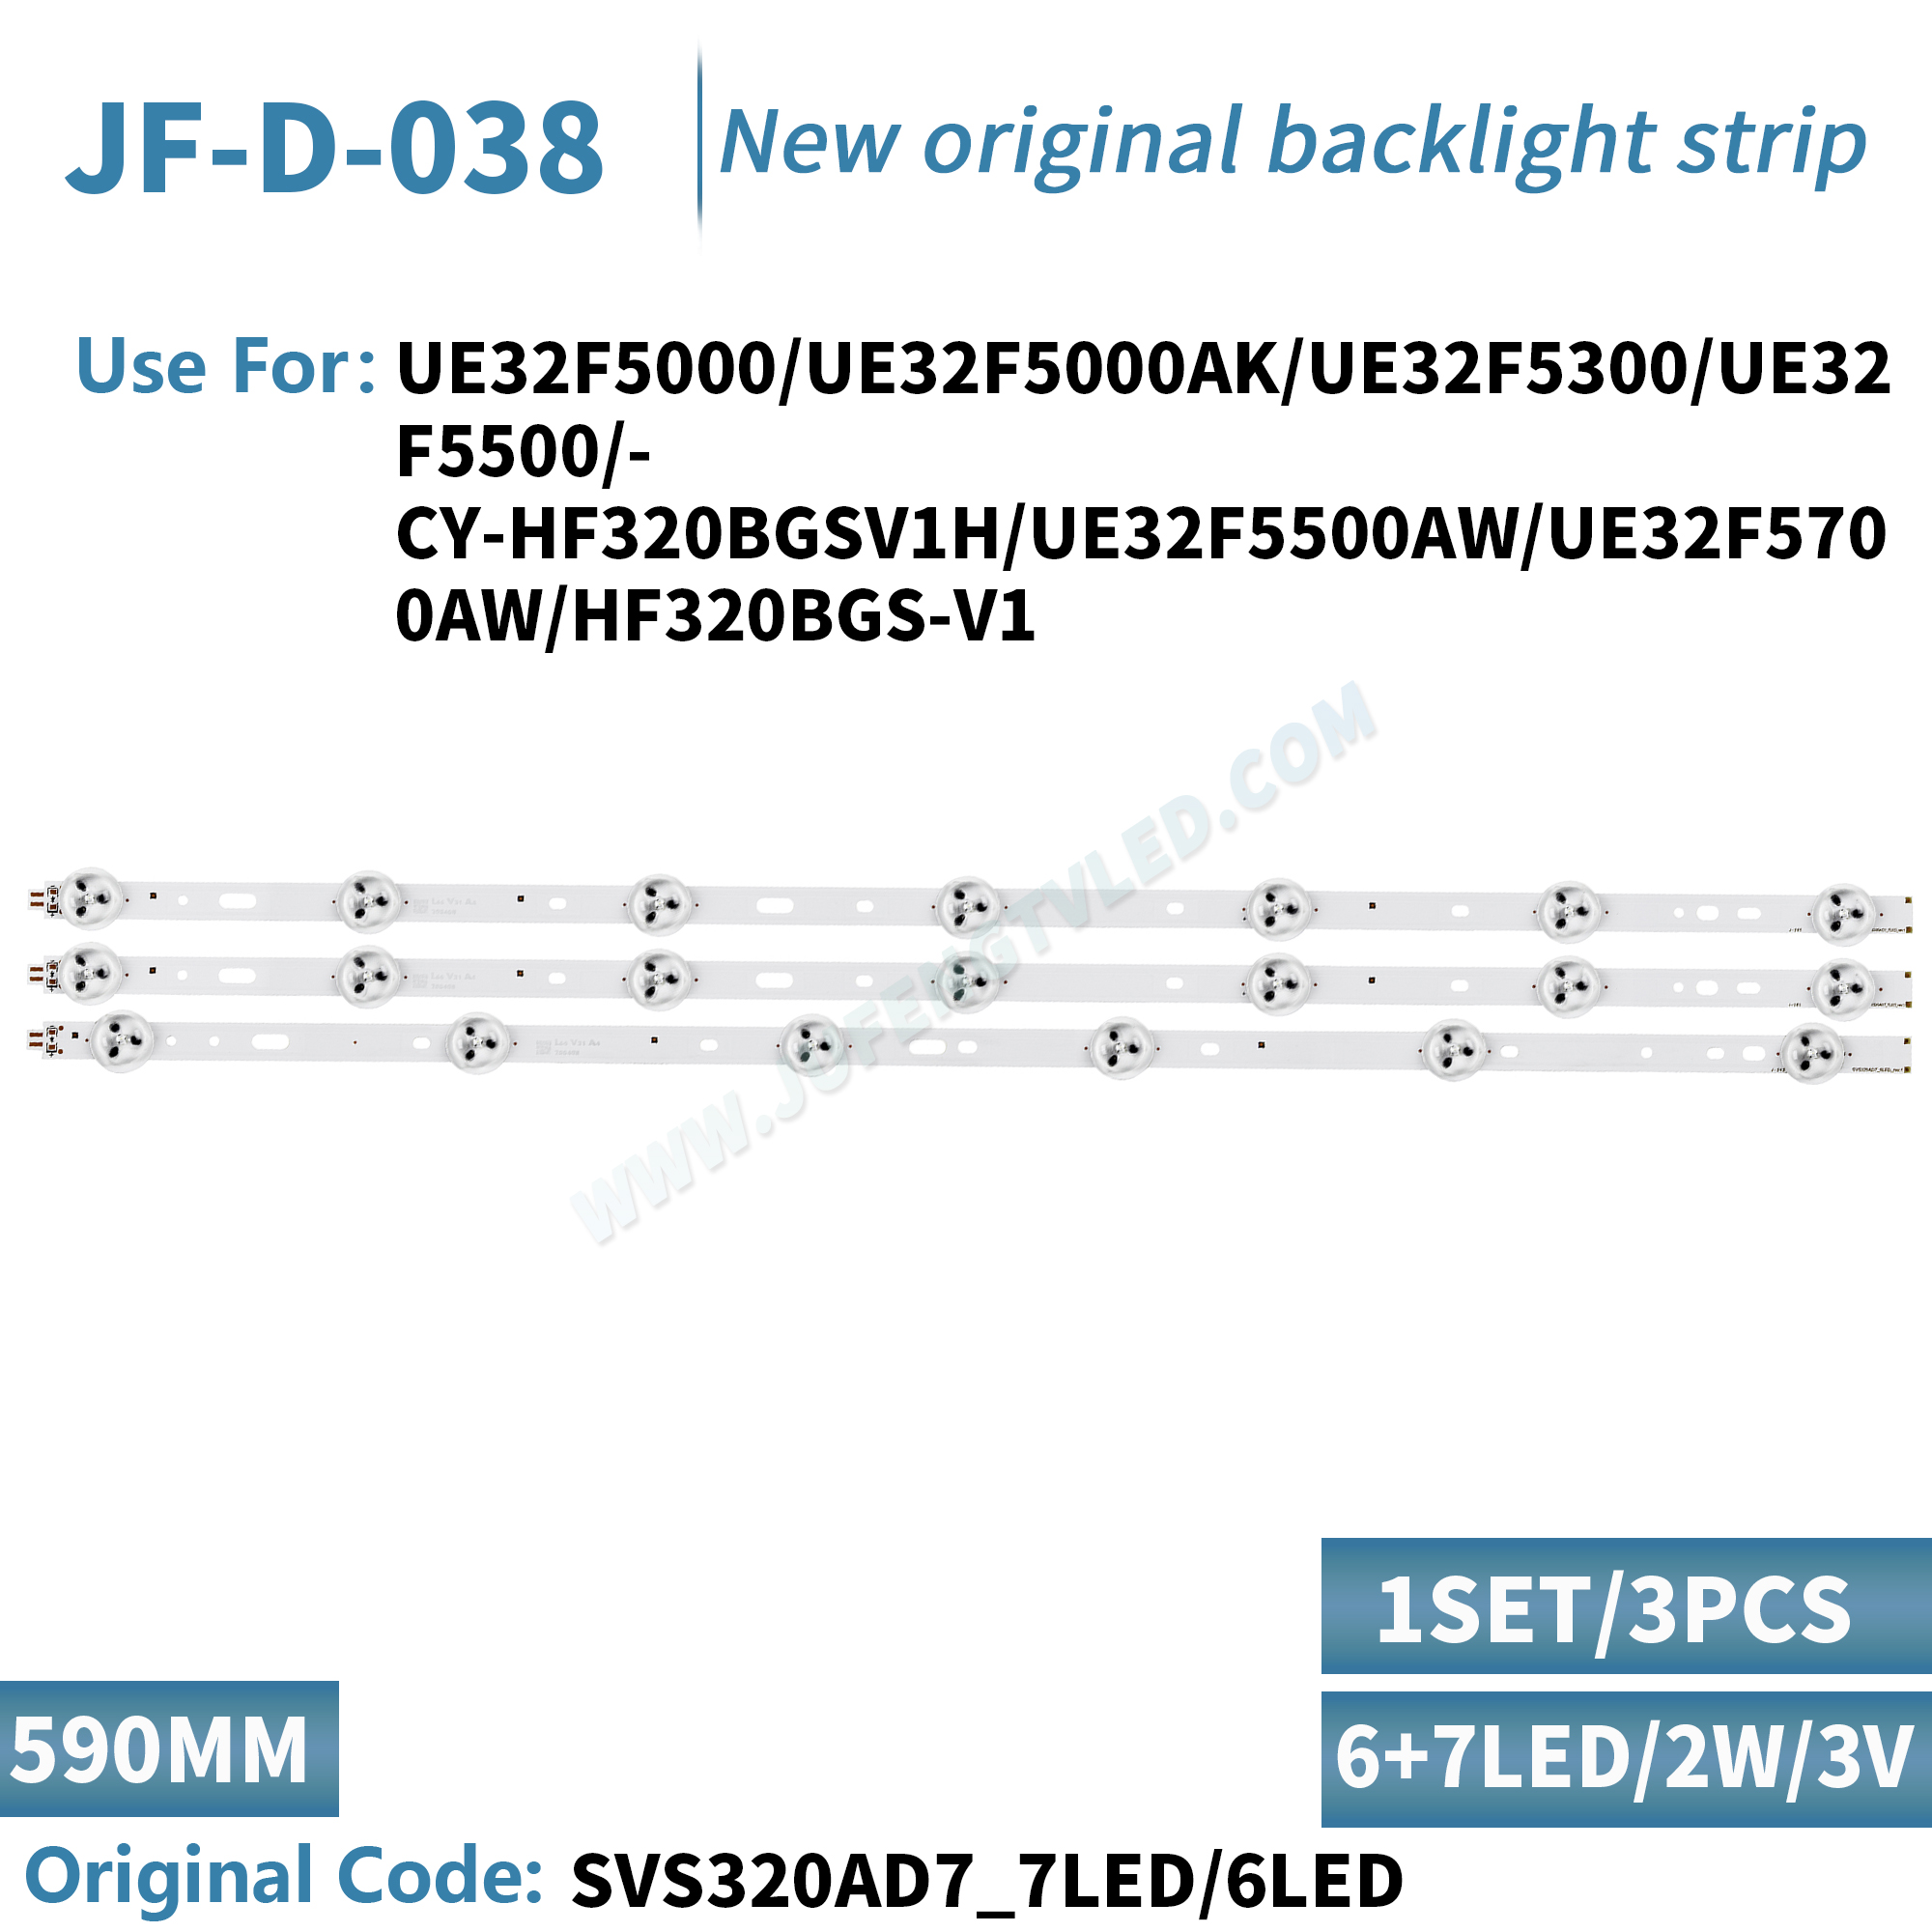 JF-D-038
New original backlight strip
Use For: UE32F5000/UE32F5000AK/UE32F5300/UE32
F5500/-
CY-HF320BGSV1H/UE32F5500AW/UE32F570
0AW/HF320BGS-V1
WWW.JUFENGTVLED.COM
1SET/3PCS
590MM
6+7LED/2W/3V
Original Code: SVS320AD7_7LED/6LED